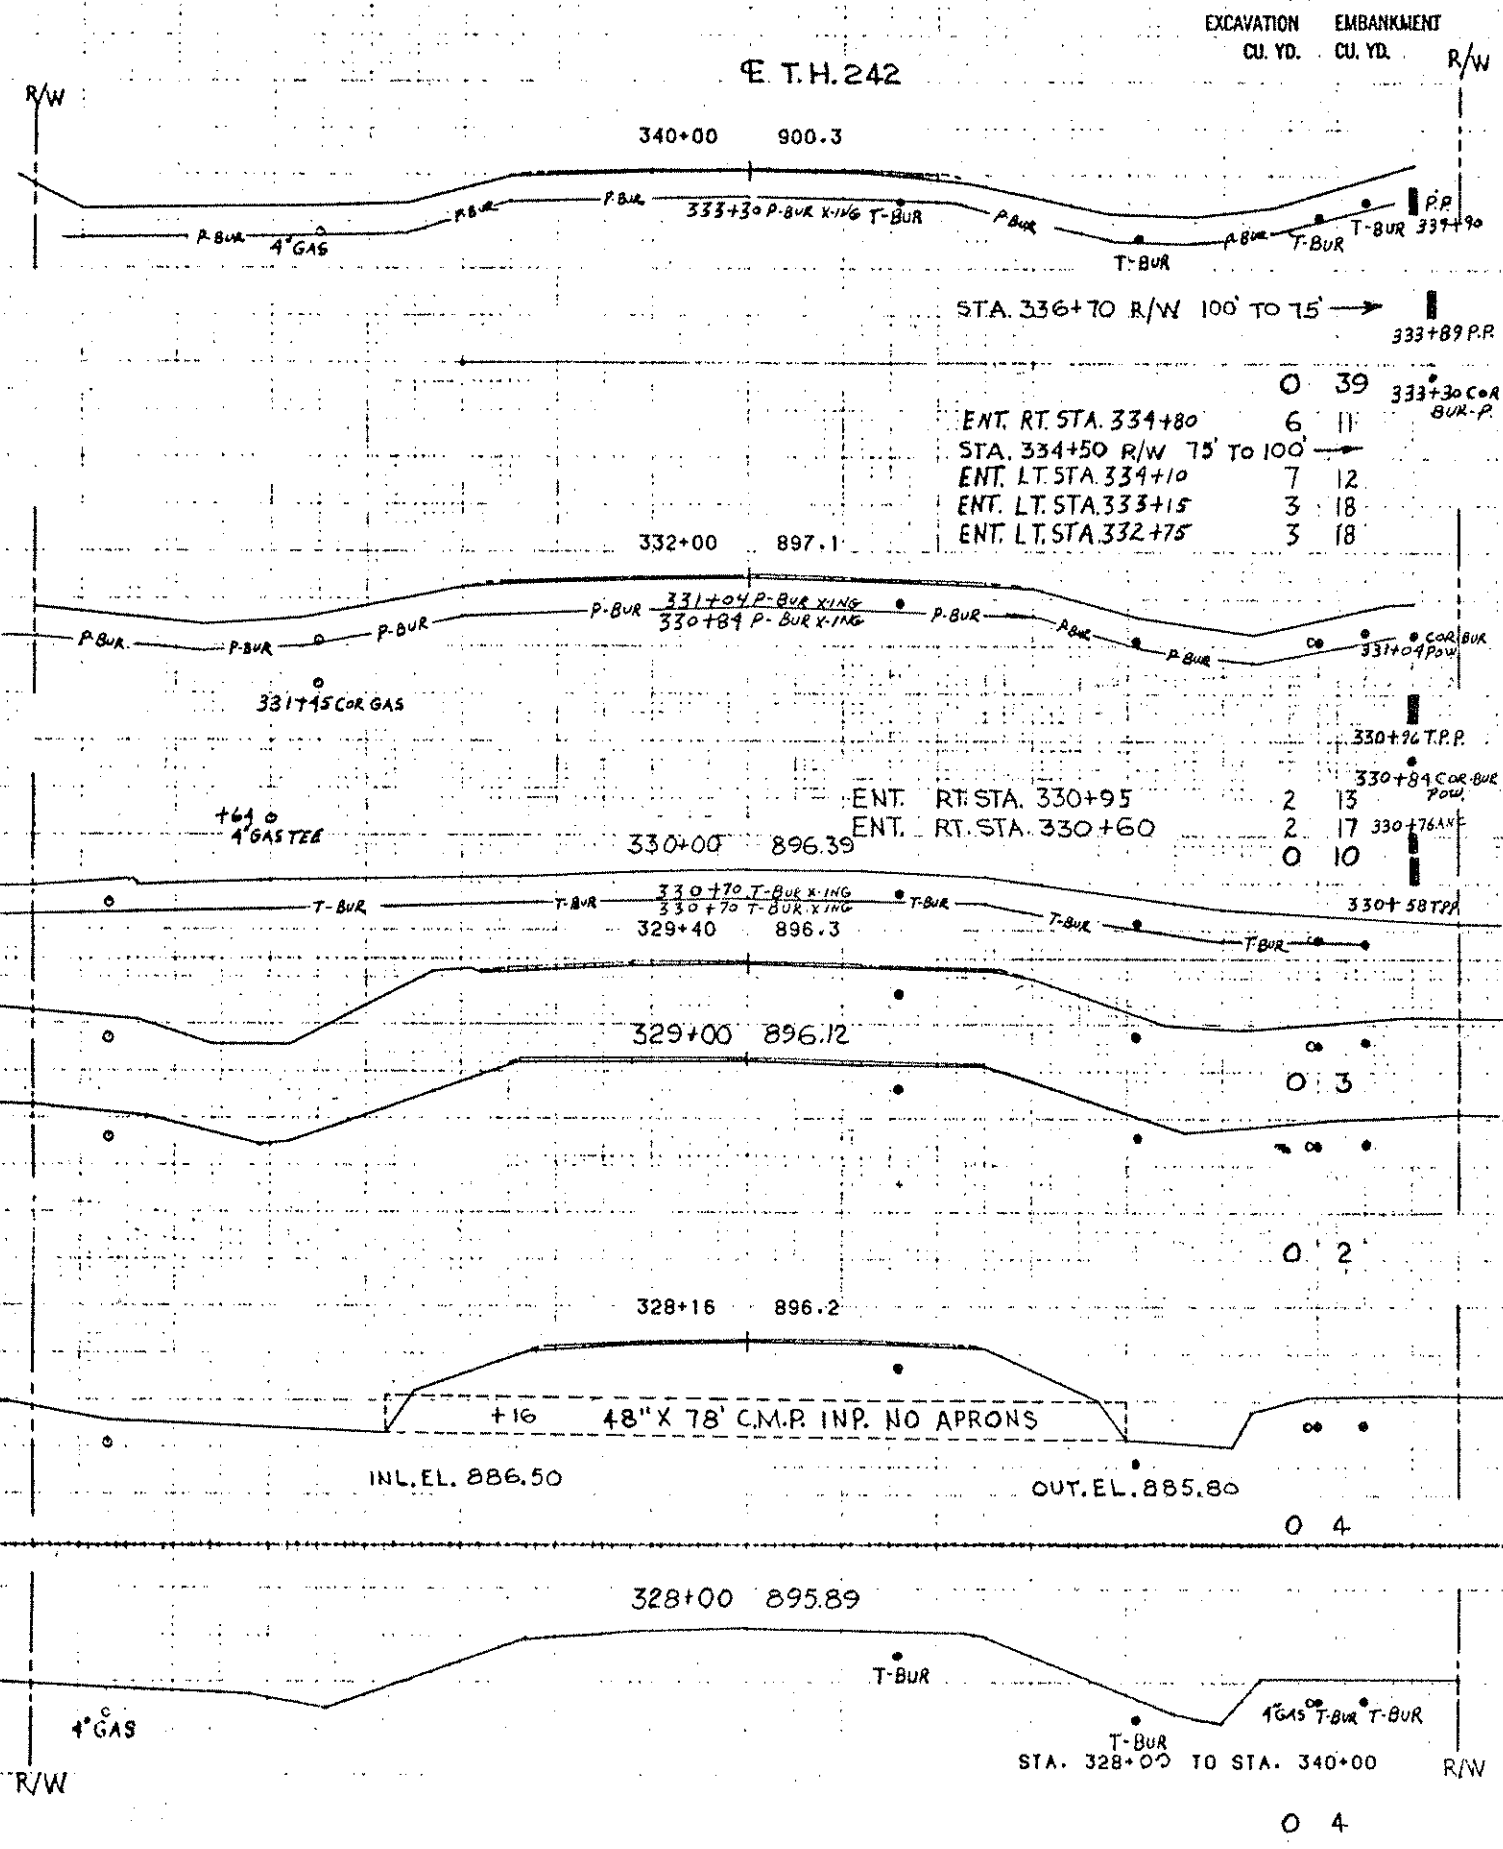 EXCAVATION EMBANKMENT
CU. YD. CU. YD.
R/W ℄ T.H.242 R/W
340+00 900.3
P-BUR 4"GAS P-BUR P-BUR 333+30 P-BUR X-ING T-BUR P-BUR T-BUR P-BUR T-BUR T-BUR P.P. 339+90
STA. 336+70 R/W 100' TO 75'
333+89 P.P.
0 39 333+30 COR BUR-P.
ENT. RT. STA. 334+80 6 11
STA. 334+50 R/W 75' TO 100'
ENT. LT. STA. 334+10 7 12
ENT. LT. STA. 333+15 3 18
ENT. LT. STA. 332+75 3 18
332+00 897.1
P-BUR P-BUR P-BUR P-BUR 331+04 P-BUR X-ING P-BUR P-BUR P-BUR COR BUR
330+84 P-BUR X-ING 331+04 POW
331+45 COR GAS
330+96 T.P.P.
330+84 COR-BUR POW.
ENT. RT. STA. 330+95 2 13
+64 4"GAS TEE
ENT. RT. STA. 330+60 2 17 330+76 ANC
330+00 896.39 0 10
T-BUR T-BUR 330+70 T-BUR X-ING T-BUR T-BUR T-BUR 330+58 TPP
330+70 T-BUR X-ING
329+40 896.3
329+00 896.12
0 3
0 2
328+16 896.2
+16 48" X 78' C.M.P. INP. NO APRONS
INL. EL. 886.50 OUT. EL. 885.80
0 4
328+00 895.89
4"GAS T-BUR T-BUR 4"GAS T-BUR T-BUR
STA. 328+00 TO STA. 340+00
R/W R/W
0 4